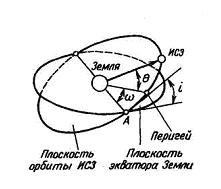 ИСЗ
Земля
θ
ω
i
А
Перигей
Плоскость
орбиты ИСЗ
Плоскость
экватора Земли